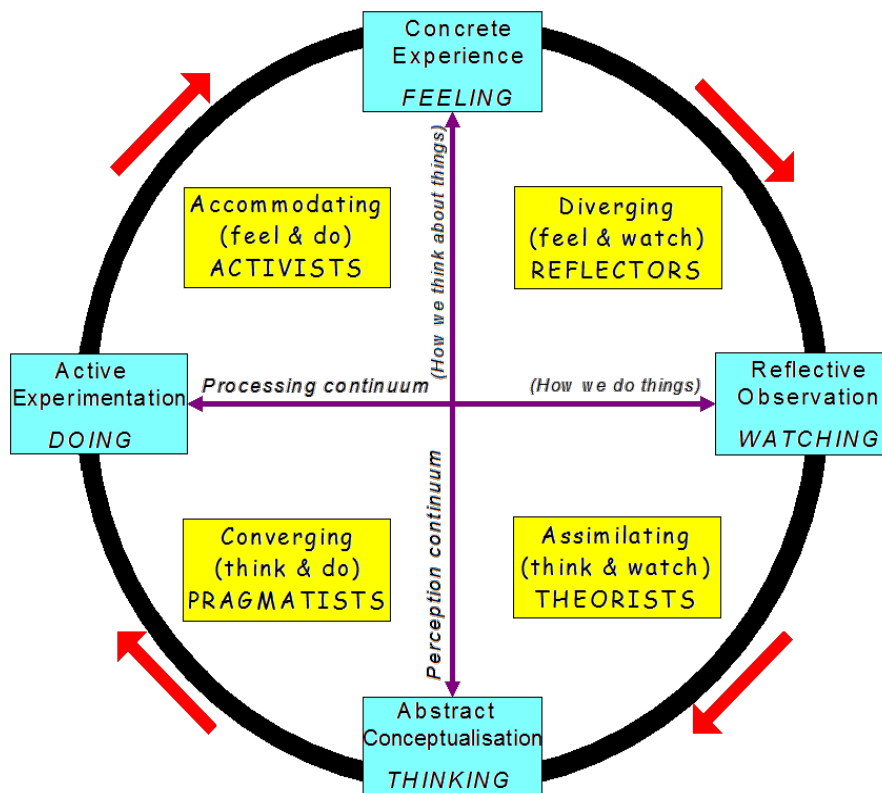 Concrete
Experience
FEELING
Accommodating
(feel & do)
ACTIVISTS
(How we think about things)
Diverging
(feel & watch)
REFLECTORS
Active
Experimentation
DOING
Processing continuum
(How we do things)
Reflective
Observation
WATCHING
Converging
(think & do)
PRAGMATISTS
Perception continuum
Assimilating
(think & watch)
THEORISTS
Abstract
Conceptualisation
THINKING